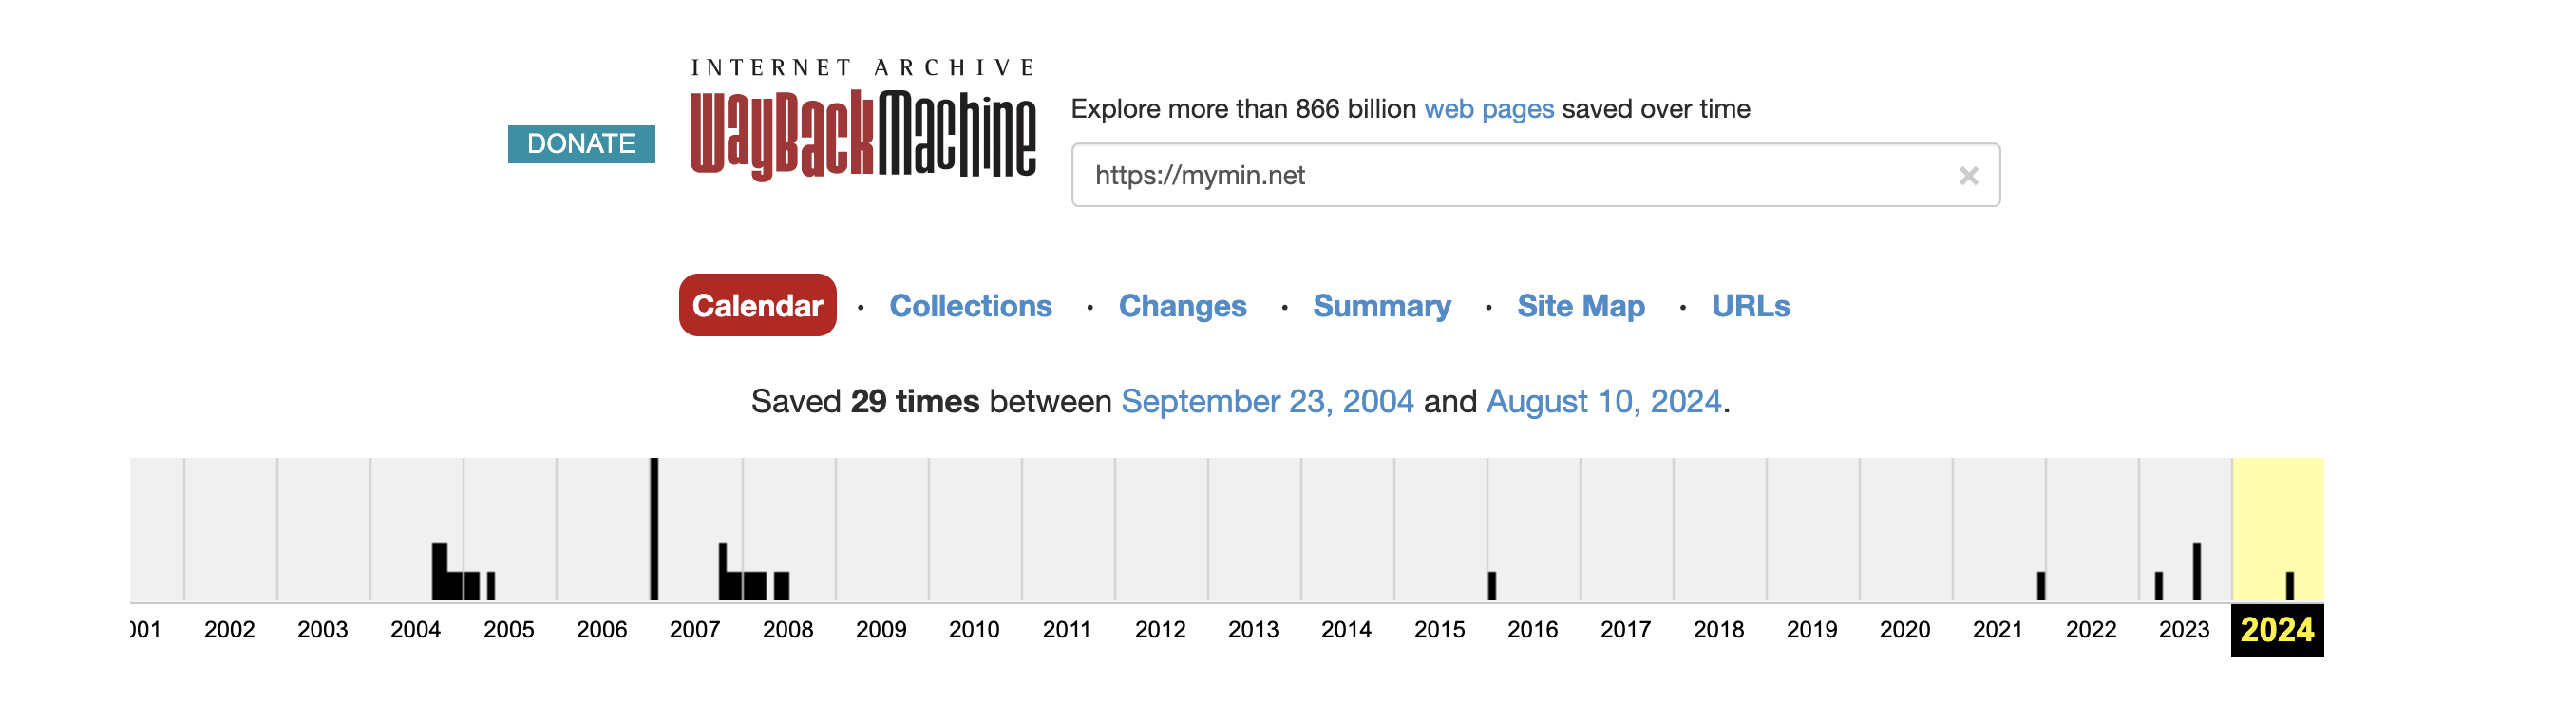 INTERNET ARCHIVE
WayBackMachine
DONATE
Explore more than 866 billion web pages saved over time
https://mymin.net ×
Calendar · Collections · Changes · Summary · Site Map · URLs
Saved 29 times between September 23, 2004 and August 10, 2024.
001 2002 2003 2004 2005 2006 2007 2008 2009 2010 2011 2012 2013 2014 2015 2016 2017 2018 2019 2020 2021 2022 2023 2024